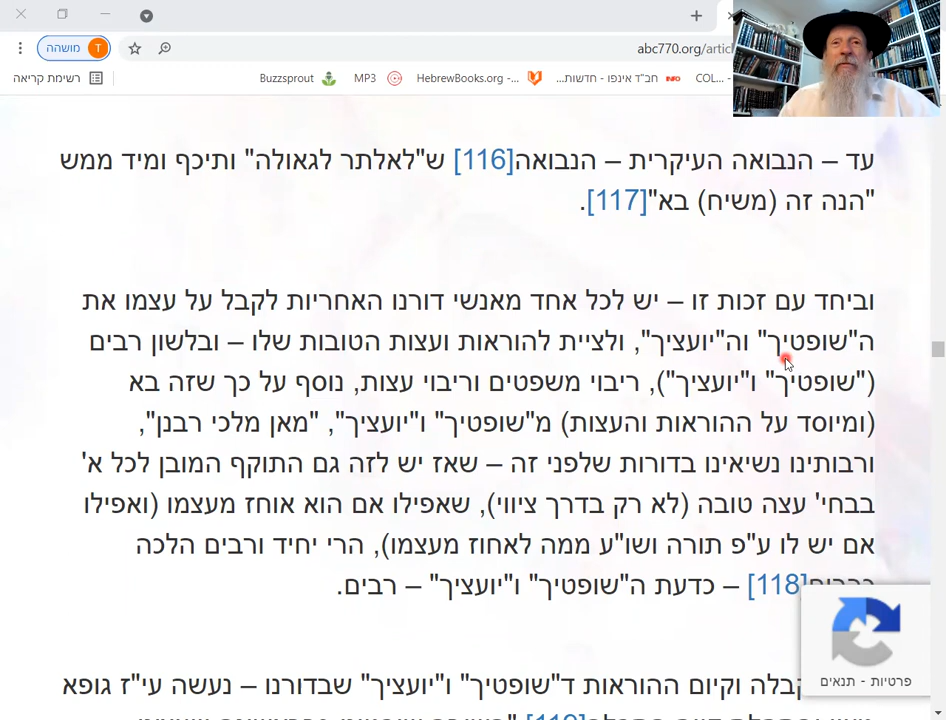 abc770.org/artic
מושהה
T
רשימת קריאה
Buzzsprout
MP3
HebrewBooks.org -...
חב"ד אינפו - חדשות...
COL...
עד – הנבואה העיקרית – הנבואה[116] ש"לאלתר לגאולה" ותיכף ומיד ממש
"הנה זה (משיח) בא"[117].
וביחד עם זכות זו – יש לכל אחד מאנשי דורנו האחריות לקבל על עצמו את
ה"שופטיך" וה"יועציך", ולציית להוראות ועצות הטובות שלו – ובלשון רבים
("שופטיך" ו"יועציך"), ריבוי משפטים וריבוי עצות, נוסף על כך שזה בא
(ומיוסד על ההוראות והעצות) מ"שופטיך" ו"יועציך", "מאן מלכי רבנן",
ורבותינו נשיאינו בדורות שלפני זה – שאז יש לזה גם התוקף המובן לכל א'
בבחי' עצה טובה (לא רק בדרך ציווי), שאפילו אם הוא אוחז מעצמו (ואפילו
אם יש לו ע"פ תורה ושו"ע ממה לאחוז מעצמו), הרי יחיד ורבים הלכה
[118] – כדעת ה"שופטיך" ו"יועציך" – רבים.
קבלה וקיום ההוראות ד"שופטיך" ו"יועציך" שבדורנו – נעשה עי"ז גופא
פרטיות - תנאים